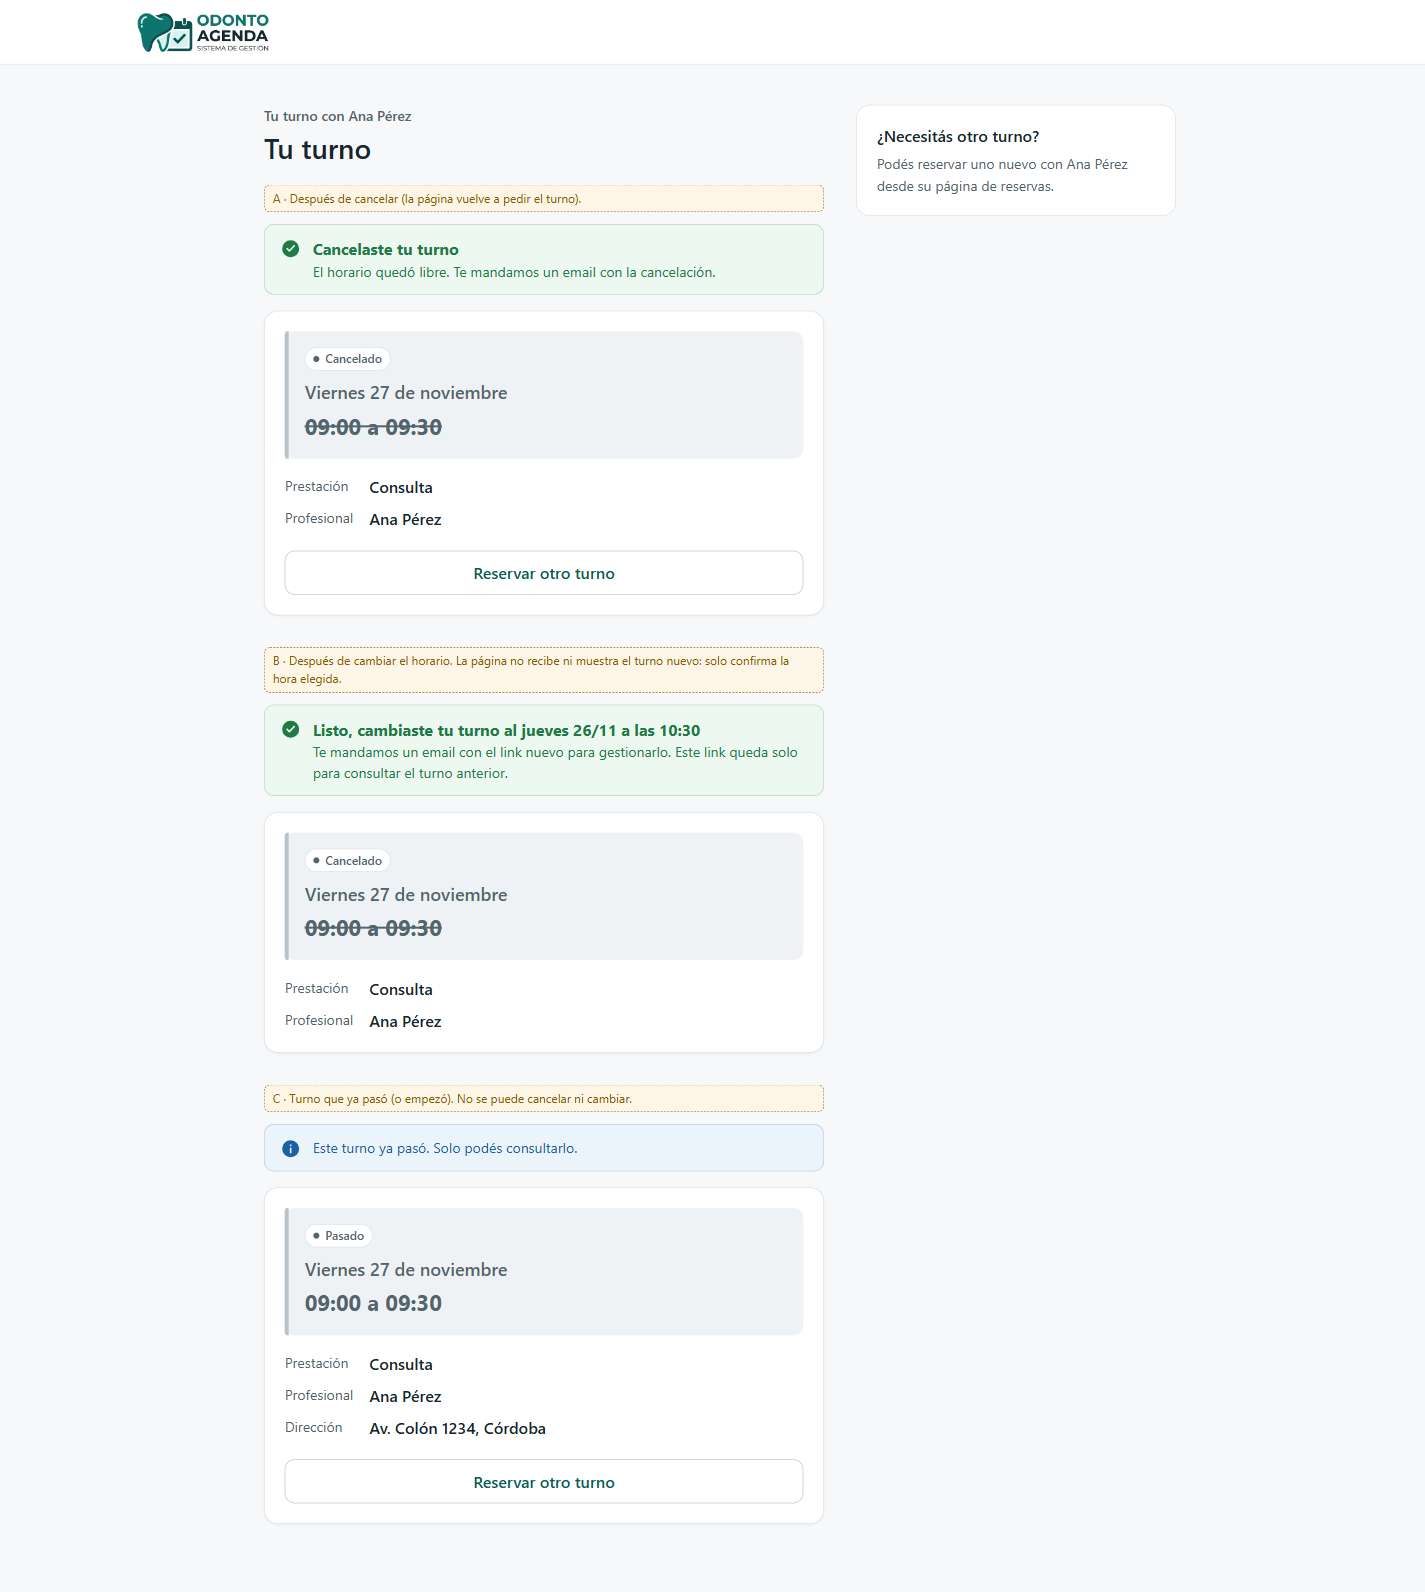 ODONTO
AGENDA
SISTEMA DE GESTIÓN
Tu turno con Ana Pérez
Tu turno
A · Después de cancelar (la página vuelve a pedir el turno).
Cancelaste tu turno
El horario quedó libre. Te mandamos un email con la cancelación.
Cancelado
Viernes 27 de noviembre
09:00 a 09:30
Prestación Consulta
Profesional Ana Pérez
Reservar otro turno
B · Después de cambiar el horario. La página no recibe ni muestra el turno nuevo: solo confirma la
hora elegida.
Listo, cambiaste tu turno al jueves 26/11 a las 10:30
Te mandamos un email con el link nuevo para gestionarlo. Este link queda solo
para consultar el turno anterior.
Cancelado
Viernes 27 de noviembre
09:00 a 09:30
Prestación Consulta
Profesional Ana Pérez
C · Turno que ya pasó (o empezó). No se puede cancelar ni cambiar.
Este turno ya pasó. Solo podés consultarlo.
Pasado
Viernes 27 de noviembre
09:00 a 09:30
Prestación Consulta
Profesional Ana Pérez
Dirección Av. Colón 1234, Córdoba
Reservar otro turno
¿Necesitás otro turno?
Podés reservar uno nuevo con Ana Pérez
desde su página de reservas.